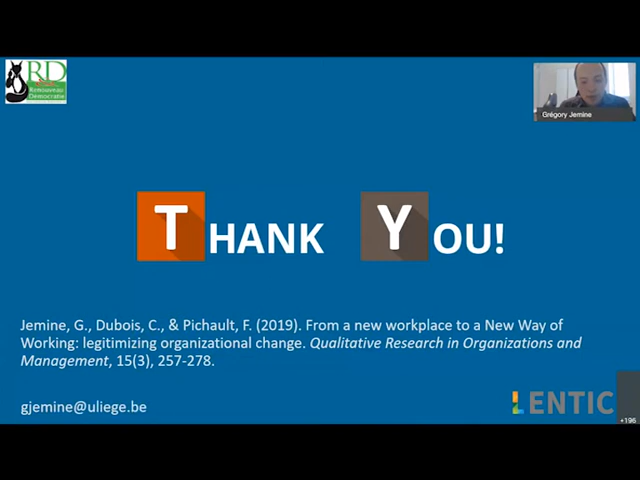 RD
Renouveau
Démocratie
Grégory Jemine
THANK YOU!
Jemine, G., Dubois, C., & Pichault, F. (2019). From a new workplace to a New Way of
Working: legitimizing organizational change. Qualitative Research in Organizations and
Management, 15(3), 257-278.
gjemine@uliege.be
LENTIC
+196